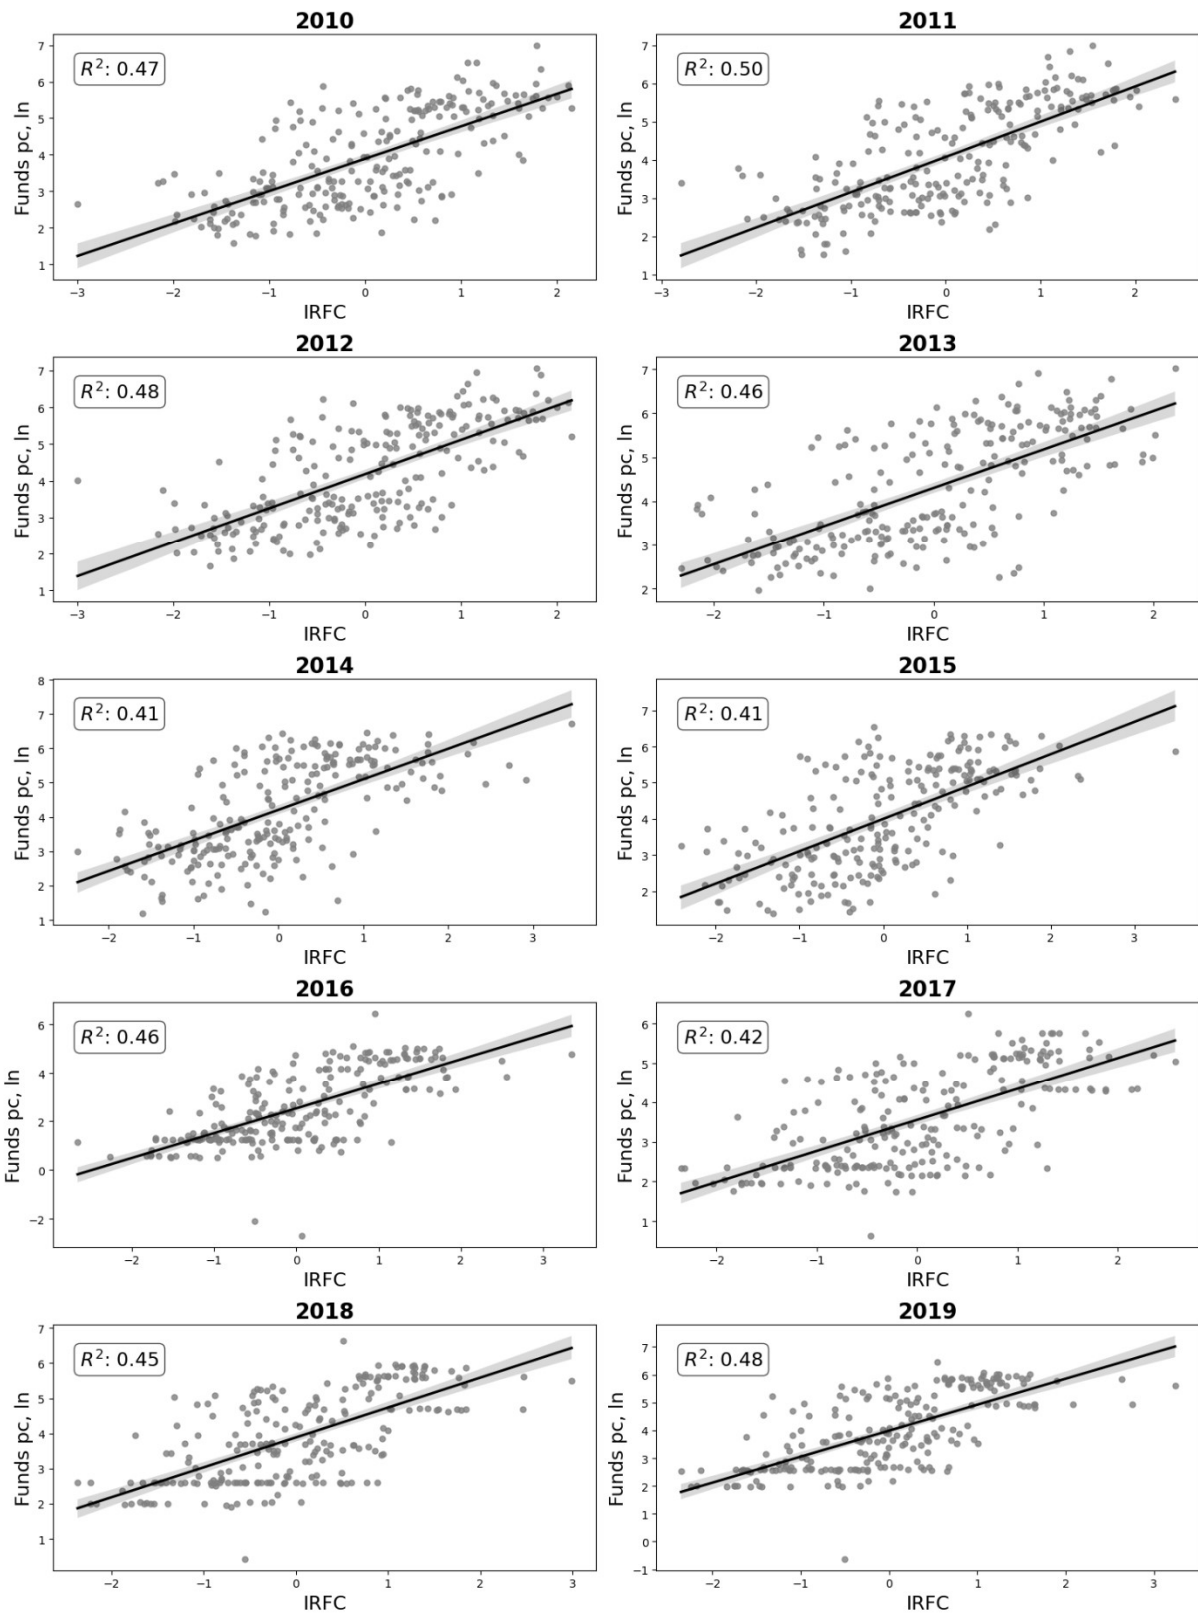 2010
2011
R²: 0.47
R²: 0.50
Funds pc, ln
Funds pc, ln
7
6
5
4
3
2
1
7
6
5
4
3
2
1
−3 −2 −1 0 1 2
−3 −2 −1 0 1 2
IRFC
IRFC
2012
2013
R²: 0.48
R²: 0.46
Funds pc, ln
Funds pc, ln
7
6
5
4
3
2
1
7
6
5
4
3
2
−3 −2 −1 0 1 2
−2 −1 0 1 2
IRFC
IRFC
2014
2015
R²: 0.41
R²: 0.41
Funds pc, ln
Funds pc, ln
8
7
6
5
4
3
2
1
7
6
5
4
3
2
−2 −1 0 1 2 3
−2 −1 0 1 2 3
IRFC
IRFC
2016
2017
R²: 0.46
R²: 0.42
Funds pc, ln
Funds pc, ln
6
4
2
0
−2
6
5
4
3
2
1
−2 −1 0 1 2 3
−2 −1 0 1 2
IRFC
IRFC
2018
2019
R²: 0.45
R²: 0.48
Funds pc, ln
Funds pc, ln
7
6
5
4
3
2
1
7
6
5
4
3
2
1
0
−1
−2 −1 0 1 2 3
−2 −1 0 1 2 3
IRFC
IRFC